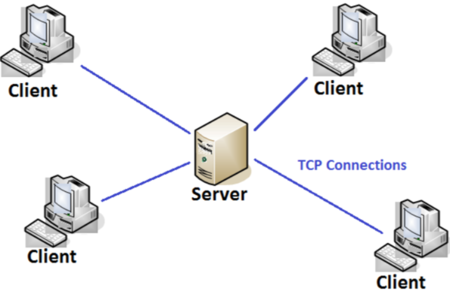 Client
Client
TCP Connections
Server
Client
Client